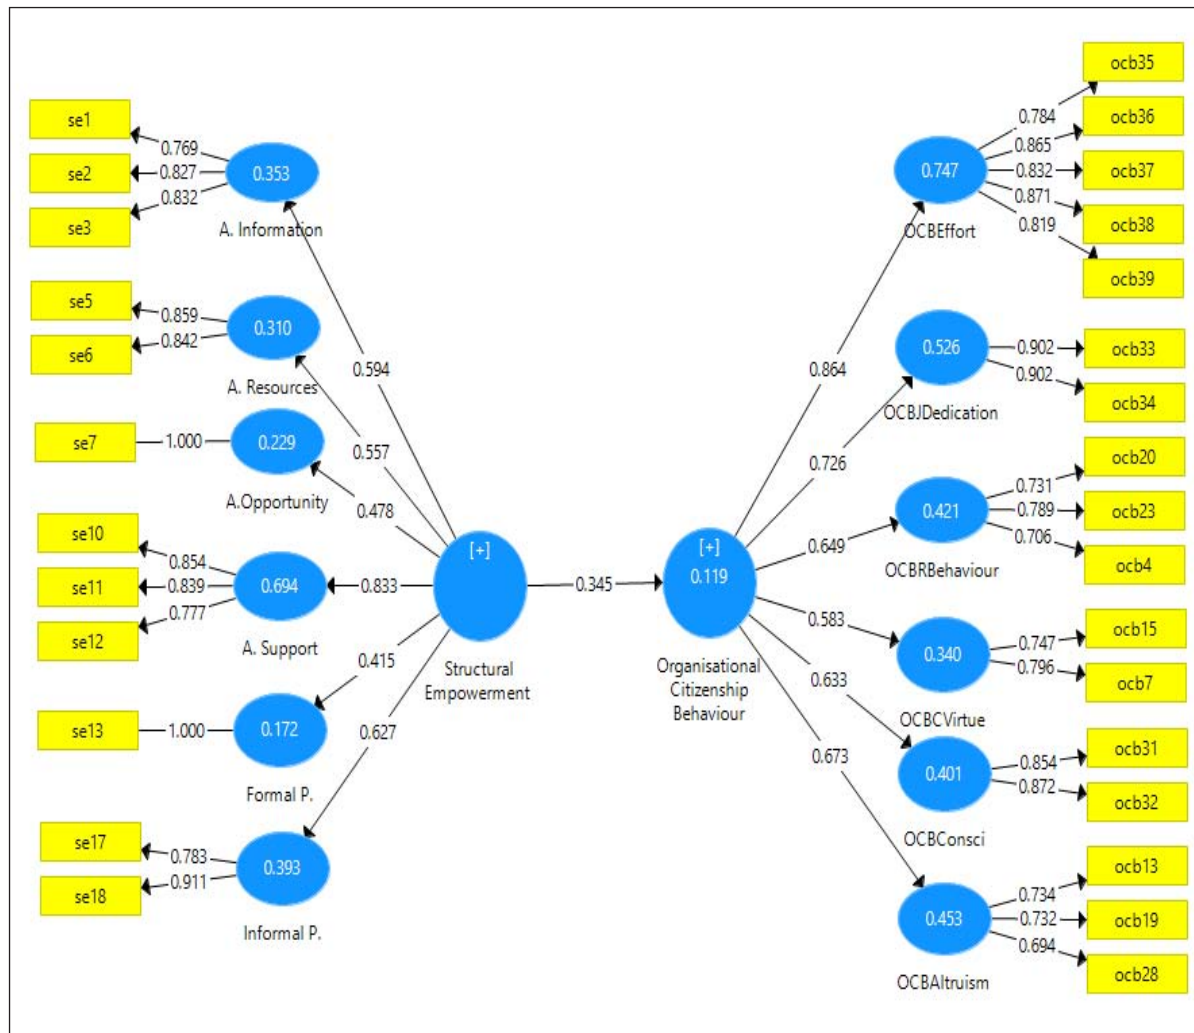 se1
se2
se3
0.769
0.827
0.832
0.353
A. Information
se5
se6
0.859
0.842
0.310
A. Resources
se7
1.000
0.229
A.Opportunity
se10
se11
se12
0.854
0.839
0.777
0.694
A. Support
se13
1.000
0.172
Formal P.
se17
se18
0.783
0.911
0.393
Informal P.
0.594
0.557
0.478
0.833
0.415
0.627
[+]
Structural
Empowerment
0.345
[+]
0.119
Organisational
Citizenship
Behaviour
0.864
0.726
0.649
0.583
0.633
0.673
0.747
OCBEffort
0.784
0.865
0.832
0.871
0.819
ocb35
ocb36
ocb37
ocb38
ocb39
0.526
OCBJDedication
0.902
0.902
ocb33
ocb34
0.421
OCBRBehaviour
0.731
0.789
0.706
ocb20
ocb23
ocb4
0.340
OCBCVirtue
0.747
0.796
ocb15
ocb7
0.401
OCBConsci
0.854
0.872
ocb31
ocb32
0.453
OCBAltruism
0.734
0.732
0.694
ocb13
ocb19
ocb28